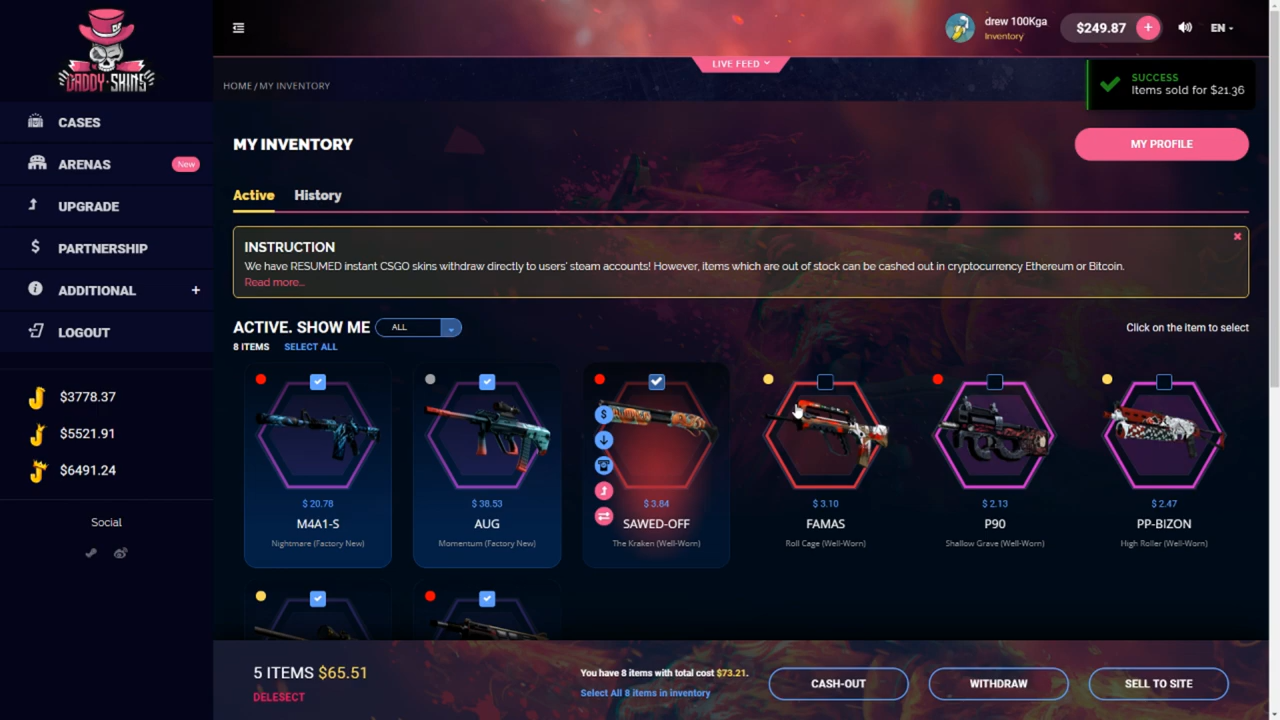 DADDY SKINS
CASES
ARENAS
New
UPGRADE
PARTNERSHIP
ADDITIONAL
+
LOGOUT
$3778.37
$5521.91
$6491.24
Social
drew 100Kga
Inventory
$249.87
+
EN
LIVE FEED
SUCCESS
Items sold for $21.36
HOME / MY INVENTORY
MY INVENTORY
MY PROFILE
Active
History
INSTRUCTION
We have RESUMED instant CSGO skins withdraw directly to users' steam accounts! However, items which are out of stock can be cashed out in cryptocurrency Ethereum or Bitcoin.
Read more...
ACTIVE. SHOW ME
ALL
Click on the item to select
8 ITEMS
SELECT ALL
$ 20.78
M4A1-S
Nightmare (Factory New)
$ 38.53
AUG
Momentum (Factory New)
$ 3.64
SAWED-OFF
The Kraken (Well-Worn)
$ 3.10
FAMAS
Roll Cage (Well-Worn)
$ 2.13
P90
Shallow Grave (Well-Worn)
$ 2.47
PP-BIZON
High Roller (Well-Worn)
5 ITEMS $65.51
DELESECT
You have 8 items with total cost $73.21.
Select All 8 items in inventory
CASH-OUT
WITHDRAW
SELL TO SITE